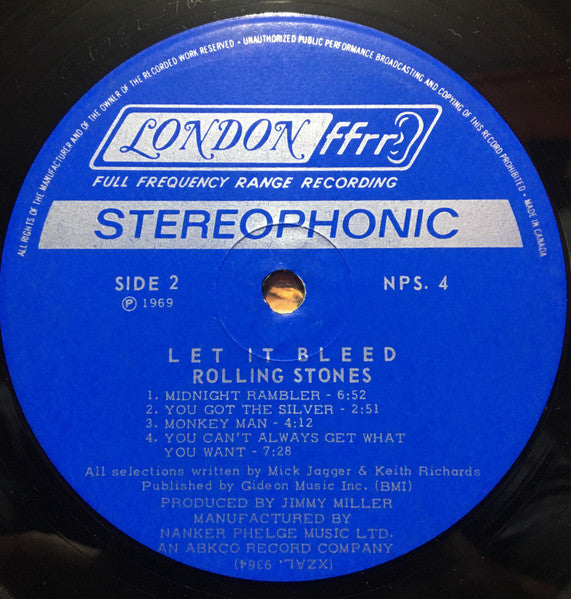 ALL RIGHTS OF THE MANUFACTURER AND OF THE OWNER OF THE RECORDED WORK RESERVED • UNAUTHORIZED PUBLIC PERFORMANCE BROADCASTING AND COPYING OF THIS RECORD PROHIBITED • MADE IN CANADA
LONDON ffrr
FULL FREQUENCY RANGE RECORDING
STEREOPHONIC
SIDE 2
NPS. 4
℗ 1969
LET IT BLEED
ROLLING STONES
1. MIDNIGHT RAMBLER - 6:52
2. YOU GOT THE SILVER - 2:51
3. MONKEY MAN - 4:12
4. YOU CAN'T ALWAYS GET WHAT
YOU WANT - 7:28
All selections written by Mick Jagger & Keith Richards
Published by Gideon Music Inc. (BMI)
PRODUCED BY JIMMY MILLER
MANUFACTURED BY
NANKER PHELGE MUSIC LTD.
AN ABKCO RECORD COMPANY
(XZAL. 9364)